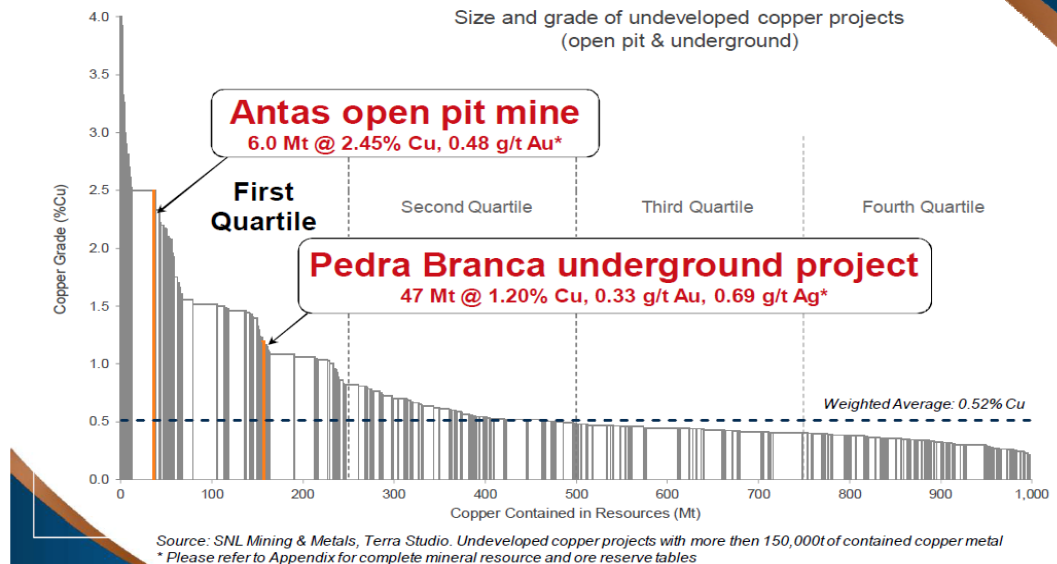 Size and grade of undeveloped copper projects
(open pit & underground)
4.0
3.5
3.0
2.5
2.0
1.5
1.0
0.5
0.0
Copper Grade (%Cu)
Antas open pit mine
6.0 Mt @ 2.45% Cu, 0.48 g/t Au*
First
Quartile
Second Quartile
Third Quartile
Fourth Quartile
Pedra Branca underground project
47 Mt @ 1.20% Cu, 0.33 g/t Au, 0.69 g/t Ag*
Weighted Average: 0.52% Cu
0 100 200 300 400 500 600 700 800 900 1,000
Copper Contained in Resources (Mt)
Source: SNL Mining & Metals, Terra Studio. Undeveloped copper projects with more then 150,000t of contained copper metal
* Please refer to Appendix for complete mineral resource and ore reserve tables